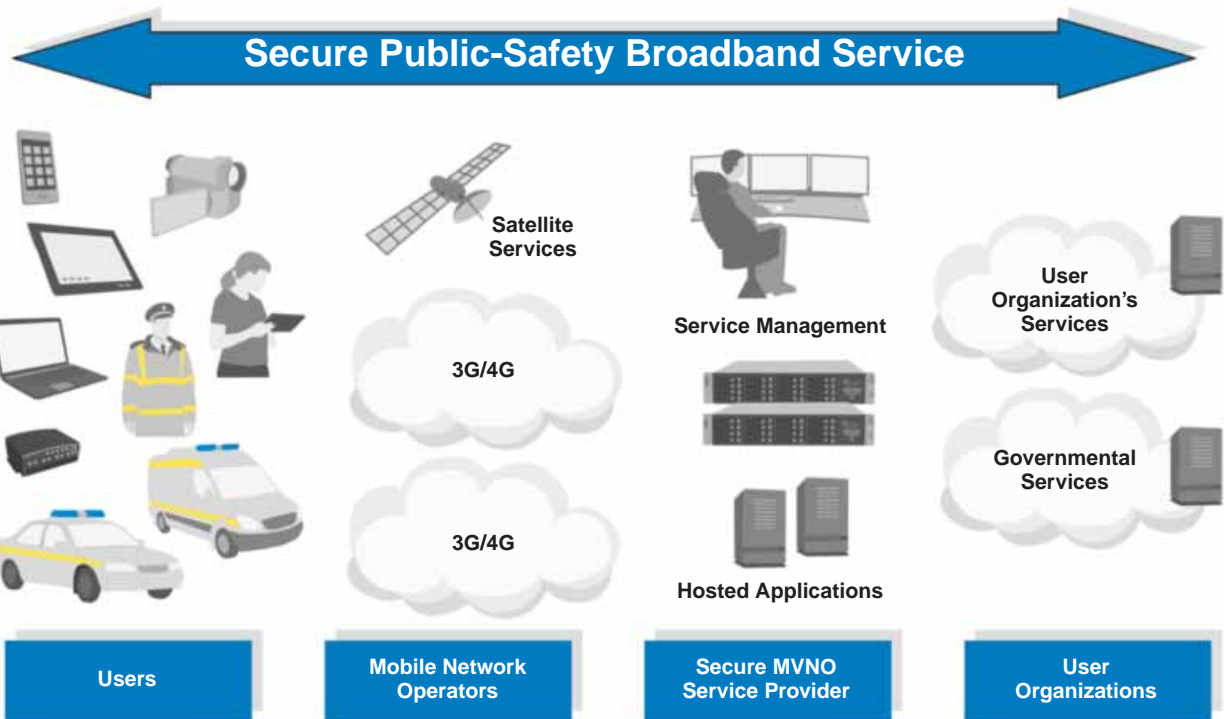 Secure Public-Safety Broadband Service
Satellite
Services
3G/4G
3G/4G
Service Management
Hosted Applications
User
Organization’s
Services
Governmental
Services
Users
Mobile Network
Operators
Secure MVNO
Service Provider
User
Organizations